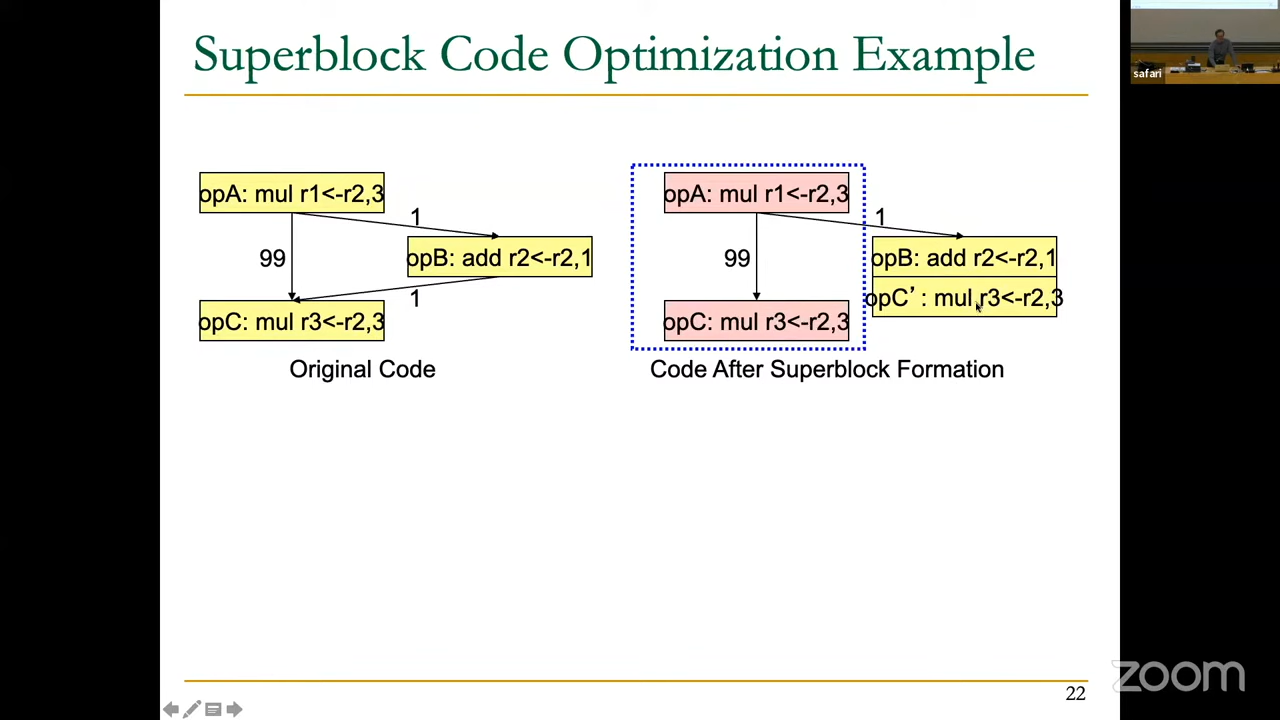 Superblock Code Optimization Example
safari
opA: mul r1<-r2,3
1
99
opB: add r2<-r2,1
1
opC: mul r3<-r2,3
Original Code
opA: mul r1<-r2,3
1
99
opB: add r2<-r2,1
opC’: mul r3<-r2,3
opC: mul r3<-r2,3
Code After Superblock Formation
zoom
22